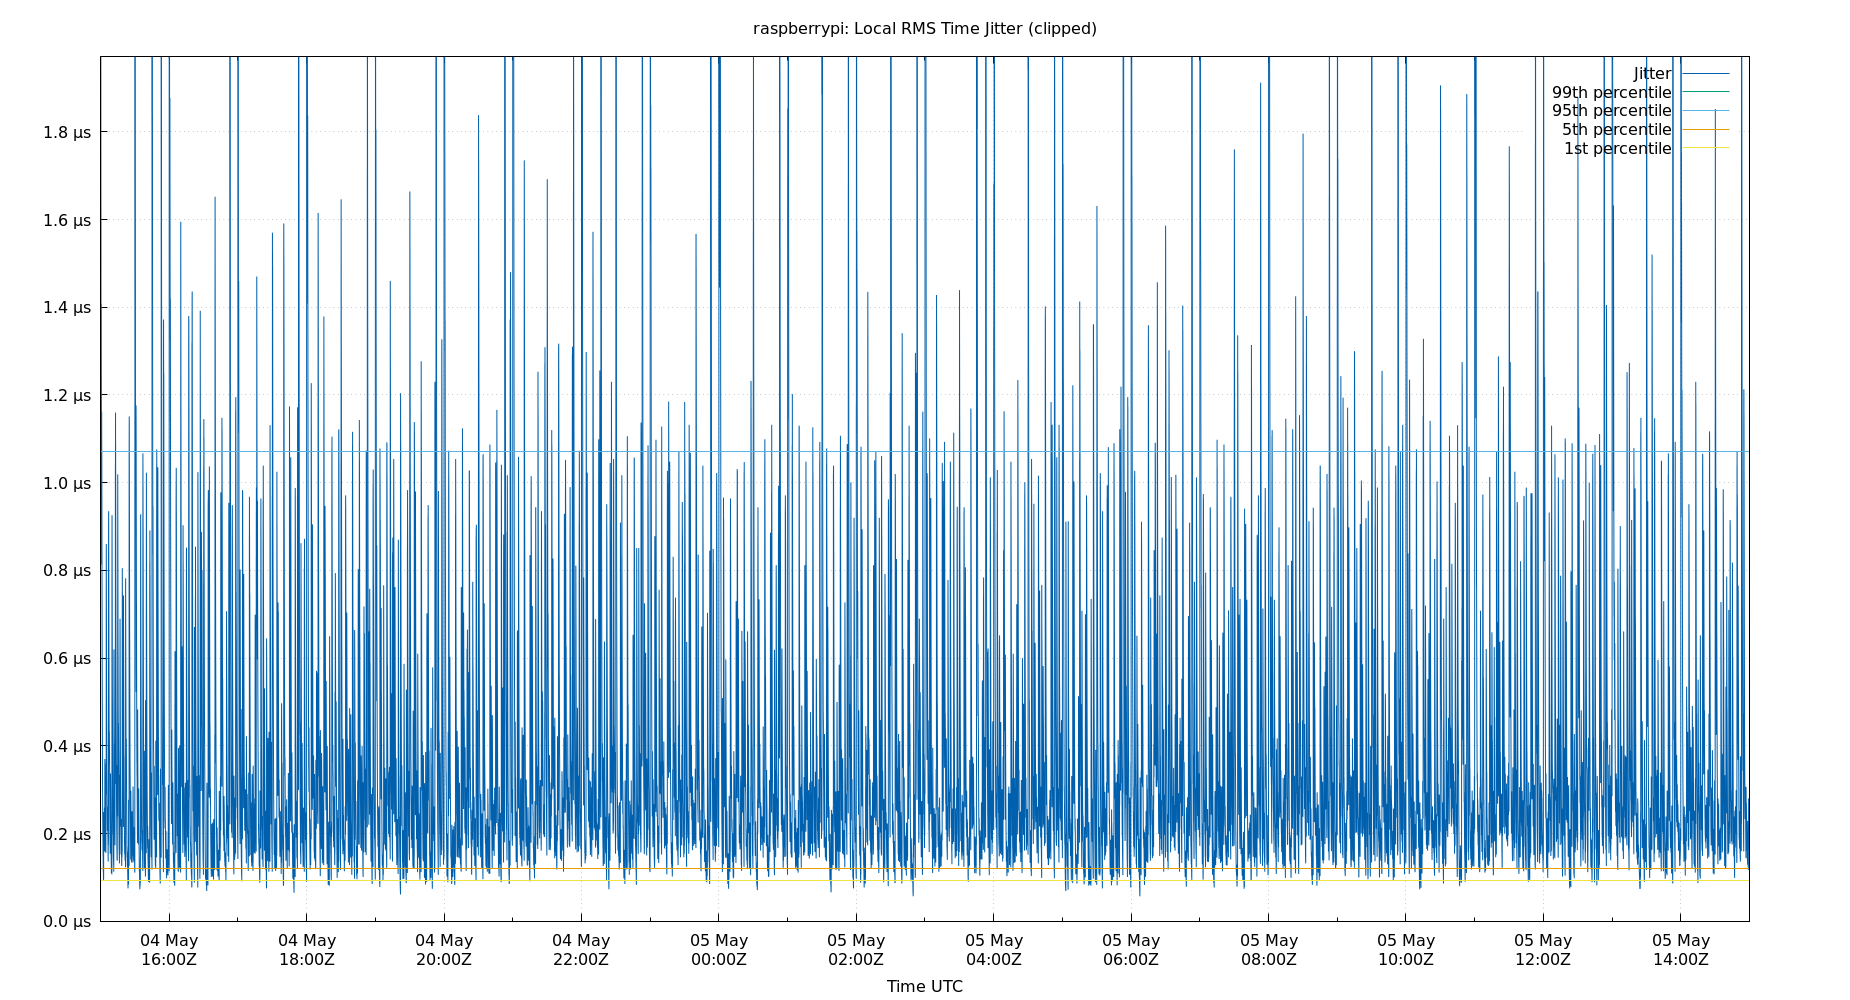 raspberrypi: Local RMS Time Jitter (clipped)
Jitter
99th percentile
95th percentile
5th percentile
1st percentile
1.8 µs
1.6 µs
1.4 µs
1.2 µs
1.0 µs
0.8 µs
0.6 µs
0.4 µs
0.2 µs
0.0 µs
04 May 04 May 04 May 04 May 05 May 05 May 05 May 05 May 05 May 05 May 05 May 05 May
16:00Z 18:00Z 20:00Z 22:00Z 00:00Z 02:00Z 04:00Z 06:00Z 08:00Z 10:00Z 12:00Z 14:00Z
Time UTC